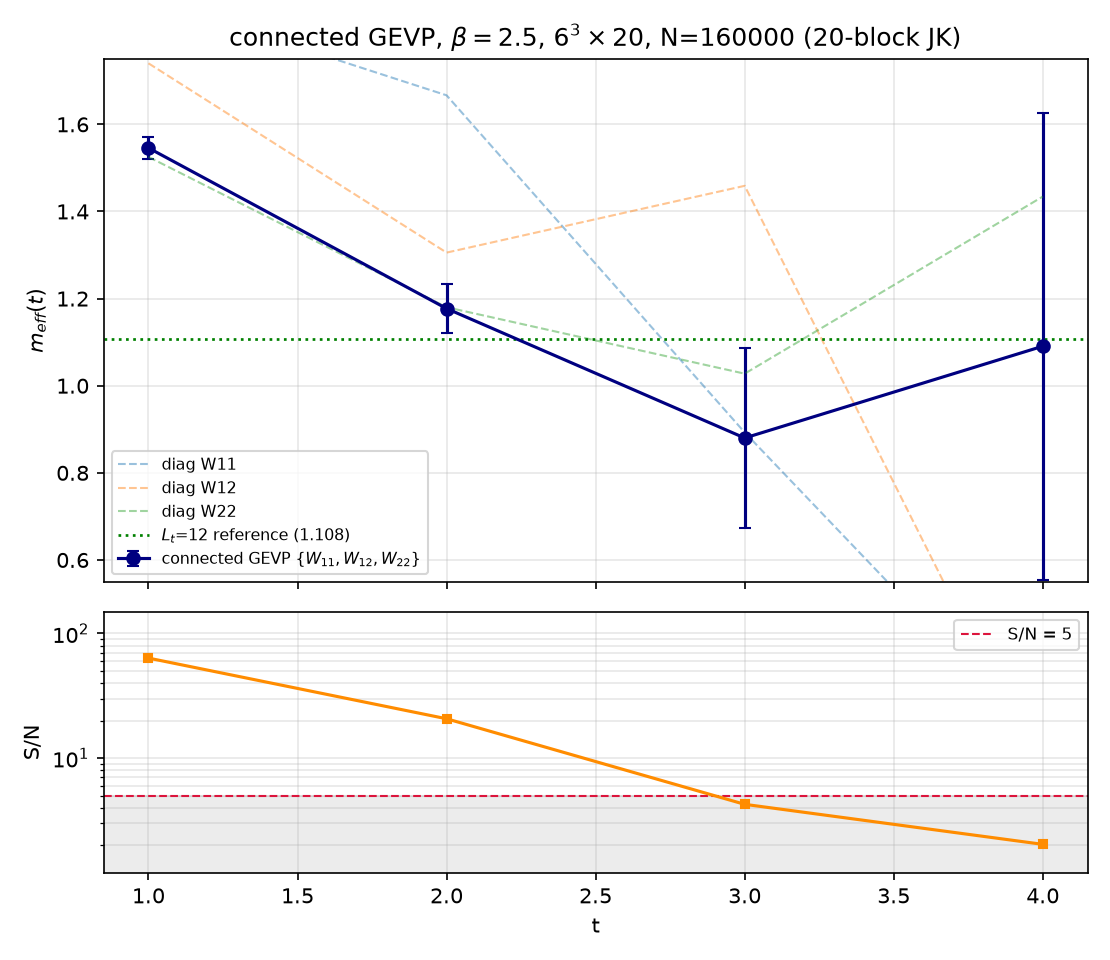 connected GEVP, β = 2.5, 6³ × 20, N=160000 (20-block JK)
m_eff(t)
1.6
1.4
1.2
1.0
0.8
0.6
diag W11
diag W12
diag W22
L_t=12 reference (1.108)
connected GEVP {W₁₁, W₁₂, W₂₂}
S/N
10²
10¹
S/N = 5
1.0 1.5 2.0 2.5 3.0 3.5 4.0
t